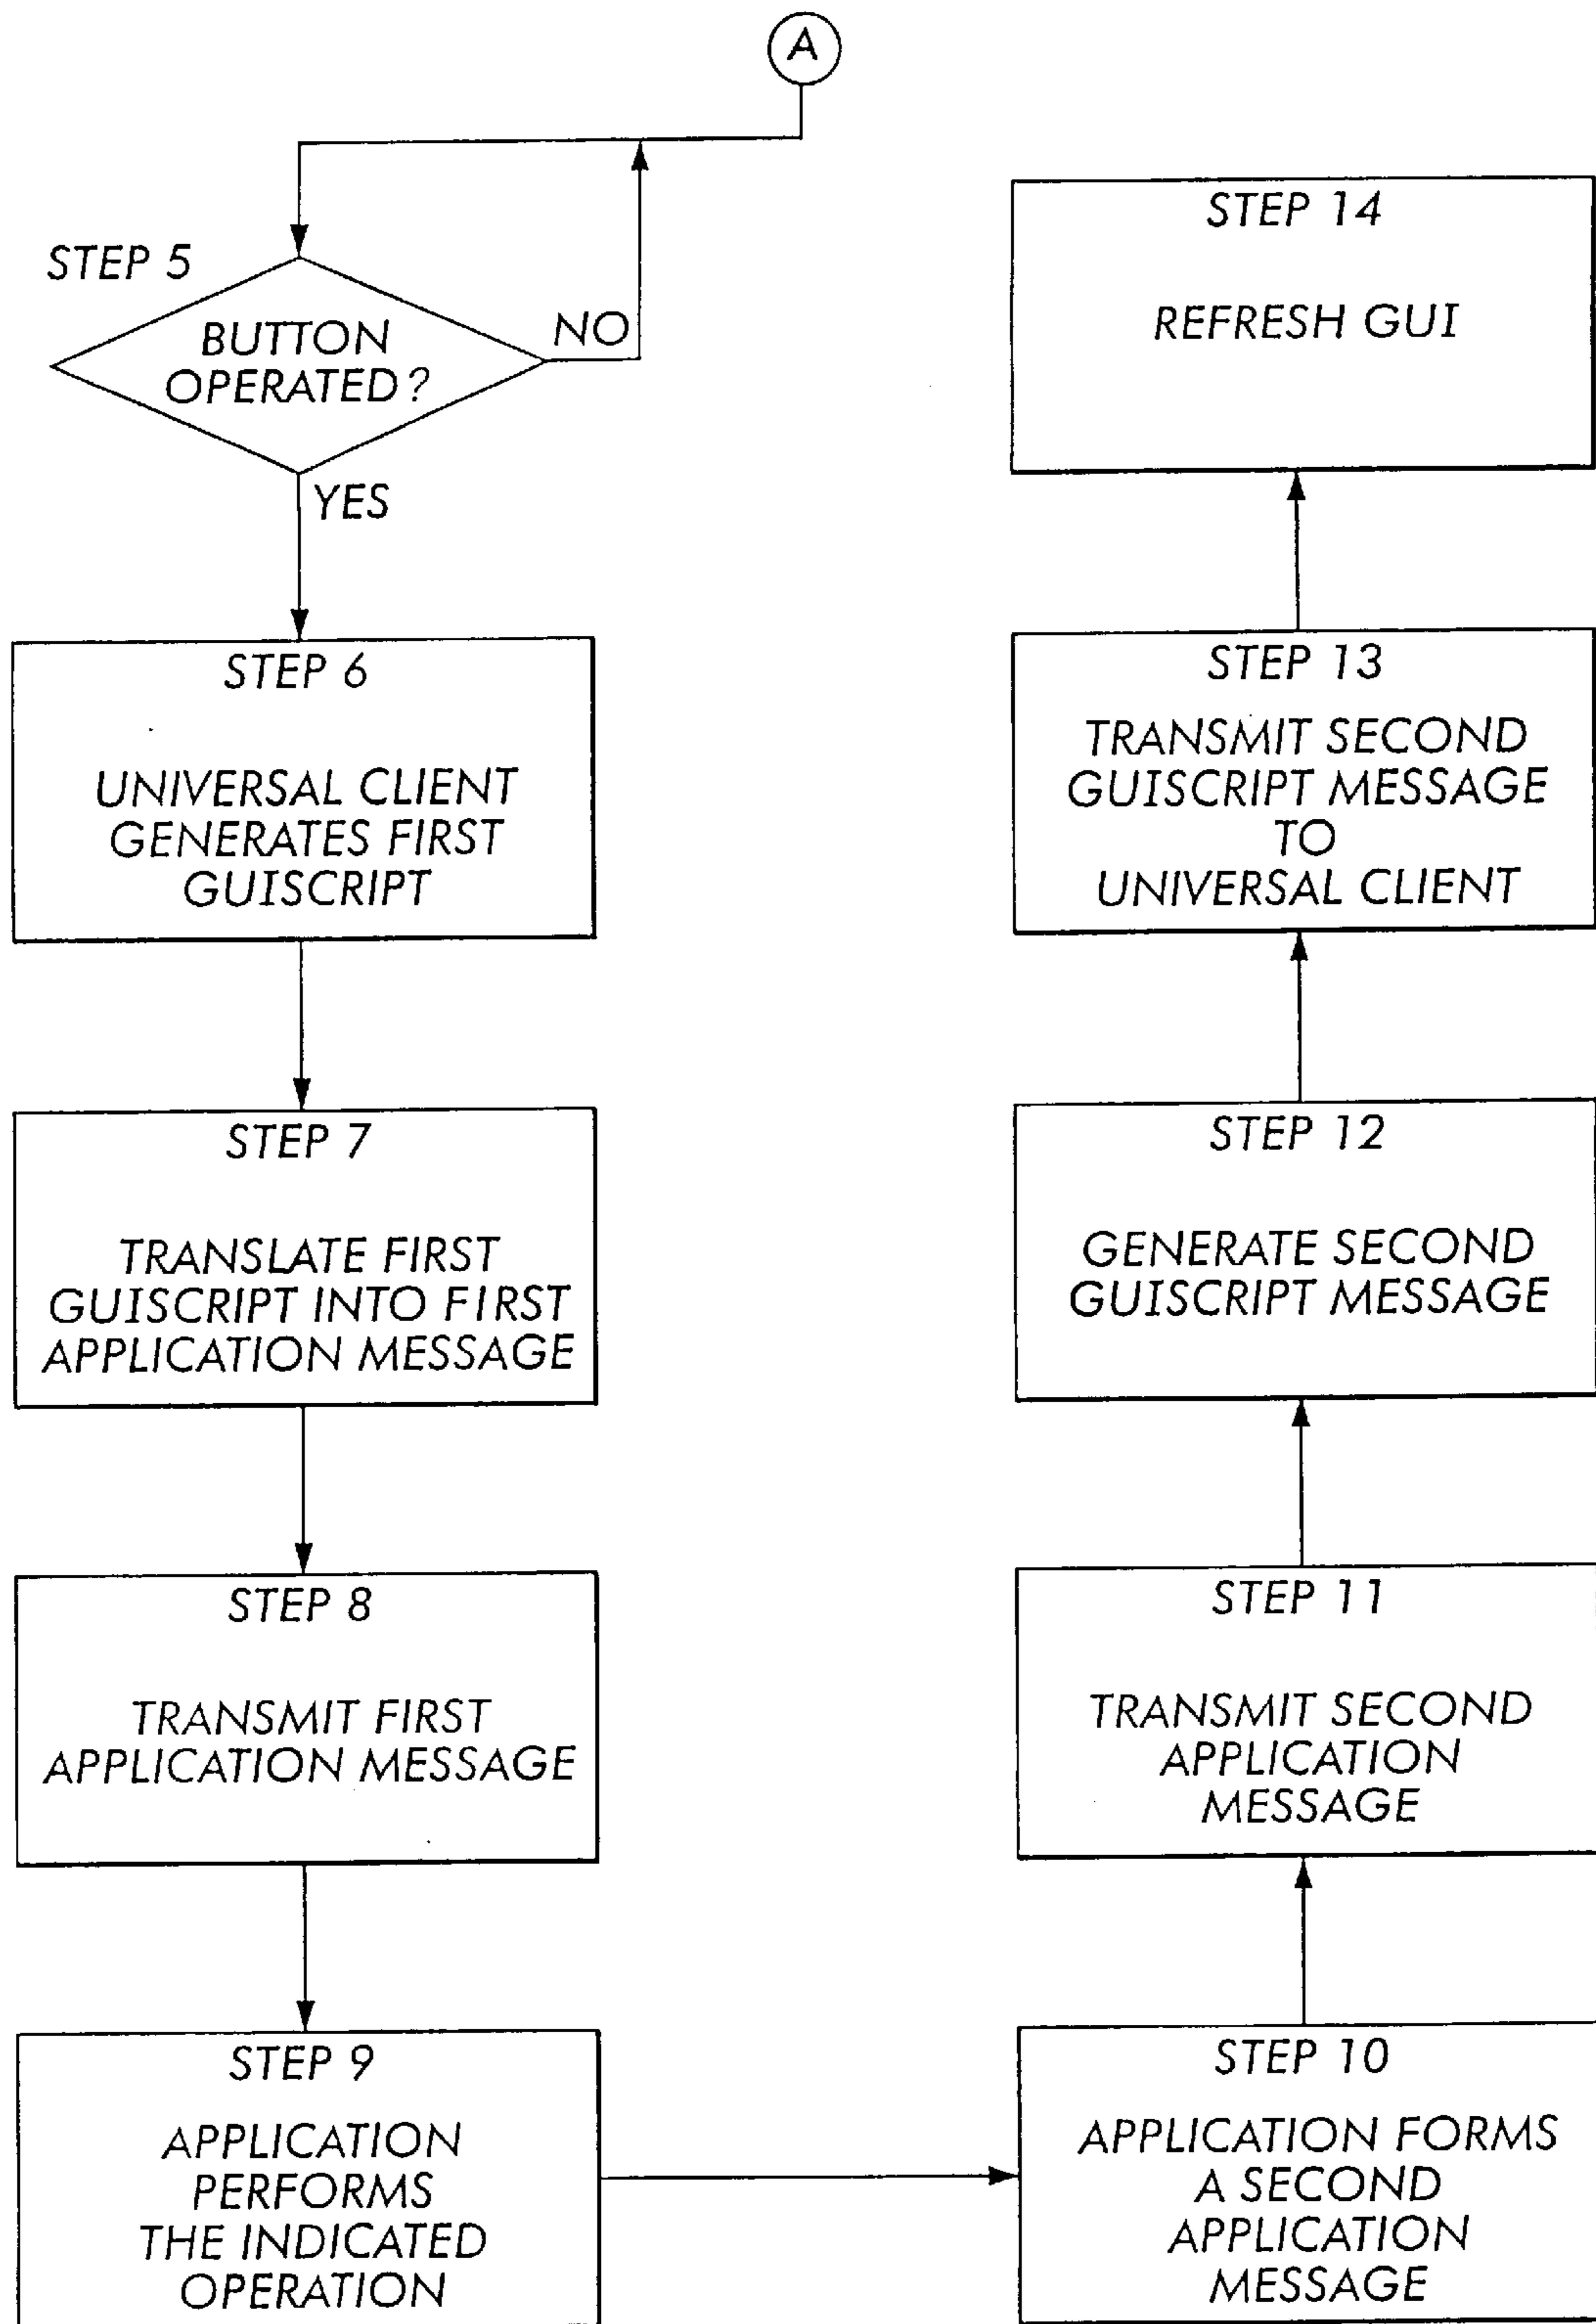 A
STEP 5
BUTTON
OPERATED?
NO
YES
STEP 6
UNIVERSAL CLIENT
GENERATES FIRST
GUISCRIPT
STEP 7
TRANSLATE FIRST
GUISCRIPT INTO FIRST
APPLICATION MESSAGE
STEP 8
TRANSMIT FIRST
APPLICATION MESSAGE
STEP 9
APPLICATION
PERFORMS
THE INDICATED
OPERATION
STEP 10
APPLICATION FORMS
A SECOND
APPLICATION
MESSAGE
STEP 11
TRANSMIT SECOND
APPLICATION
MESSAGE
STEP 12
GENERATE SECOND
GUISCRIPT MESSAGE
STEP 13
TRANSMIT SECOND
GUISCRIPT MESSAGE
TO
UNIVERSAL CLIENT
STEP 14
REFRESH GUI